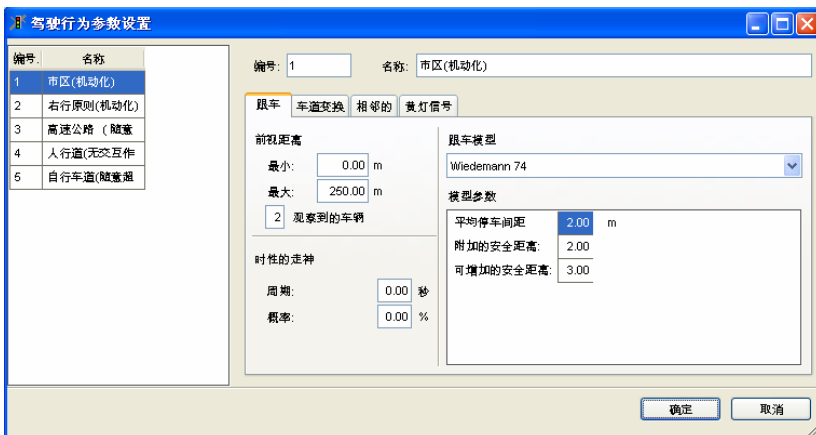 驾驶行为参数设置
编号. 名称
1 市区(机动化)
2 右行原则(机动化)
3 高速公路 ( 随意
4 人行道(无交互作
5 自行车道(随意超
编号: 1 名称: 市区(机动化)
跟车 车道变换 相邻的 黄灯信号
前视距离
最小: 0.00 m
最大: 250.00 m
2 观察到的车辆
时性的走神
周期: 0.00 秒
概率: 0.00 %
跟车模型
Wiedemann 74
模型参数
平均停车间距 2.00 m
附加的安全距离: 2.00
可增加的安全距离: 3.00
确定 取消